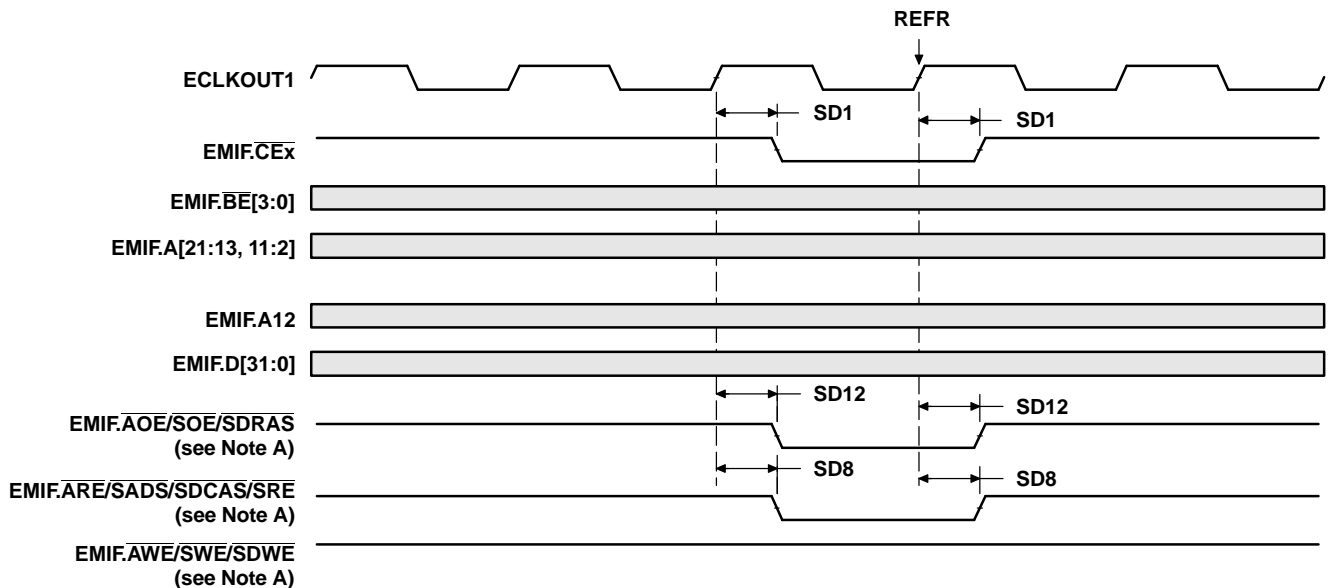 REFR
ECLKOUT1
SD1
SD1
EMIF.CEx
EMIF.BE[3:0]
EMIF.A[21:13, 11:2]
EMIF.A12
EMIF.D[31:0]
SD12
SD12
EMIF.AOE/SOE/SDRAS
(see Note A)
SD8
SD8
EMIF.ARE/SADS/SDCAS/SRE
(see Note A)
EMIF.AWE/SWE/SDWE
(see Note A)